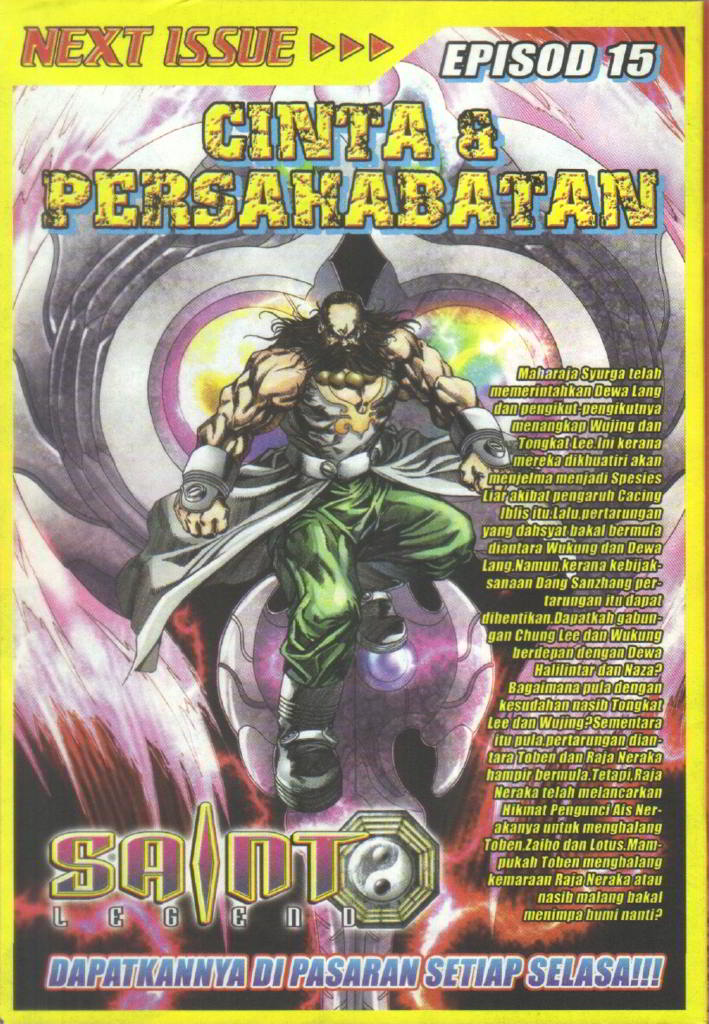 NEXT ISSUE
EPISOD 15
CINTA &
PERSAHABATAN
Maharaja Syurga telah
memerintahkan Dewa Lang
dan pengikut-pengikutnya
menangkap Wujing dan
Tongkat Lee.Ini kerana
mereka dikhuatiri akan
menjelma menjadi Spesies
Liar akibat pengaruh Cacing
Iblis itu.Lalu,pertarungan
yang dahsyat bakal bermula
diantara Wukung dan Dewa
Lang.Namun,kerana kebijak-
sanaan Dang Sanzhang per-
tarungan itu dapat
dihentikan.Dapatkah gabun-
gan Chung Lee dan Wukung
berdepan dengan Dewa
Halilintar dan Naza?
Bagaimana pula dengan
kesudahan nasib Tongkat
Lee dan Wujing?Sementara
itu pula,pertarungan dian-
tara Toben dan Raja Neraka
hampir bermula.Tetapi,Raja
Neraka telah melancarkan
Hikmat Pengunci Ais Ner-
akanya untuk menghalang
Toben,Zaiho dan Lotus.Mam-
pukah Toben menghalang
kemaraan Raja Neraka atau
nasib malang bakal
menimpa bumi nanti?
SAINT
LEGEND
DAPATKANNYA DI PASARAN SETIAP SELASA!!!